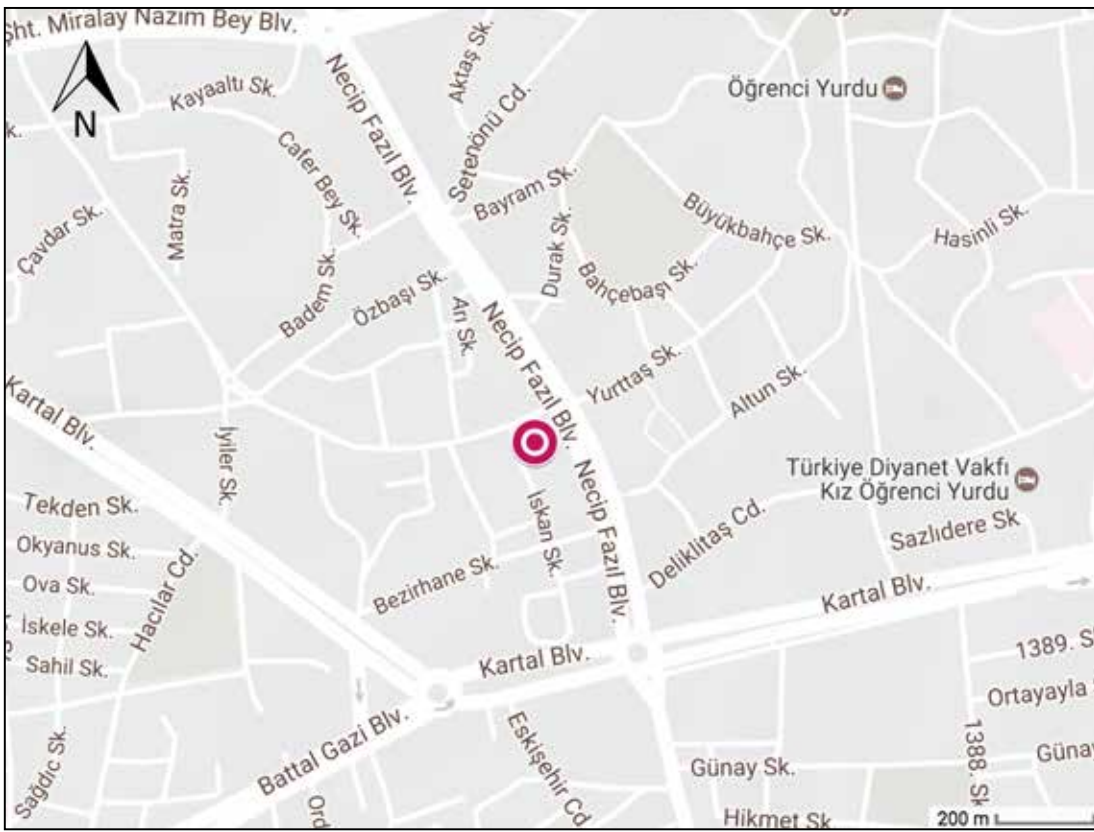 Şht. Miralay Nazım Bey Blv.
N
Kayaaltı Sk.
Necip Fazıl Blv.
Aktaş Sk.
Setenönü Cd.
Öğrenci Yurdu
Cafer Bey Sk.
Matra Sk.
Çavdar Sk.
Bayram Sk.
Büyükbahçe Sk.
Hasinli Sk.
Durak Sk.
Bahçebaşı Sk.
Badem Sk.
Özbaşı Sk.
Arı Sk.
Necip Fazıl Blv.
Yurttaş Sk.
Altun Sk.
Kartal Blv.
İyiler Sk.
Türkiye Diyanet Vakfı
Kız Öğrenci Yurdu
Necip Fazıl Blv.
İskan Sk.
Tekden Sk.
Okyanus Sk.
Ova Sk.
İskele Sk.
Sahil Sk.
Hacılar Cd.
Bezirhane Sk.
Deliklitaş Cd.
Sazlıdere Sk
Kartal Blv.
Kartal Blv.
1389. S
Ortayayla
1388. Sk
Battal Gazi Blv.
Eskişehir Cd
Sağdıç Sk.
Ord
Günay Sk.
Güna
Hikmet Sk.
200 m